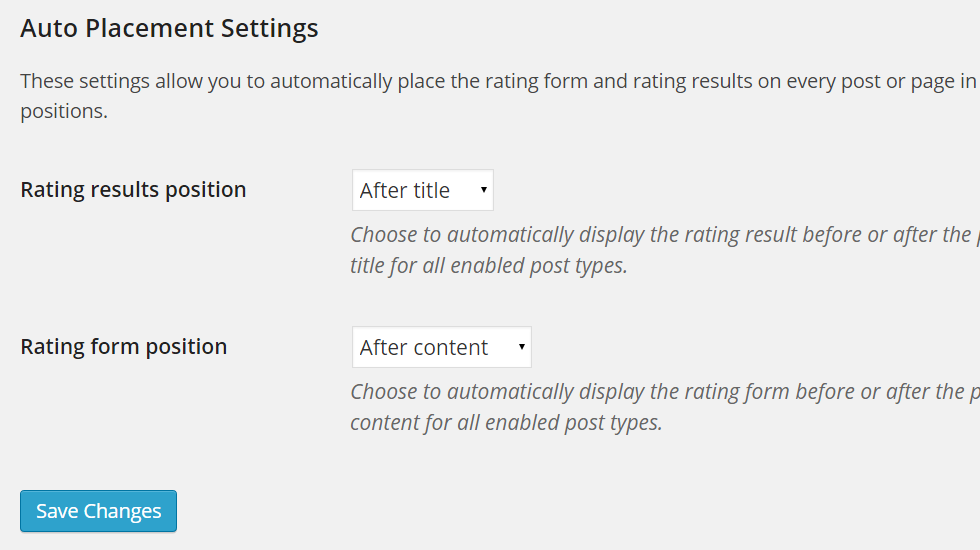 Auto Placement Settings
These settings allow you to automatically place the rating form and rating results on every post or page in
positions.
Rating results position
After title
Choose to automatically display the rating result before or after the
title for all enabled post types.
Rating form position
After content
Choose to automatically display the rating form before or after the
content for all enabled post types.
Save Changes